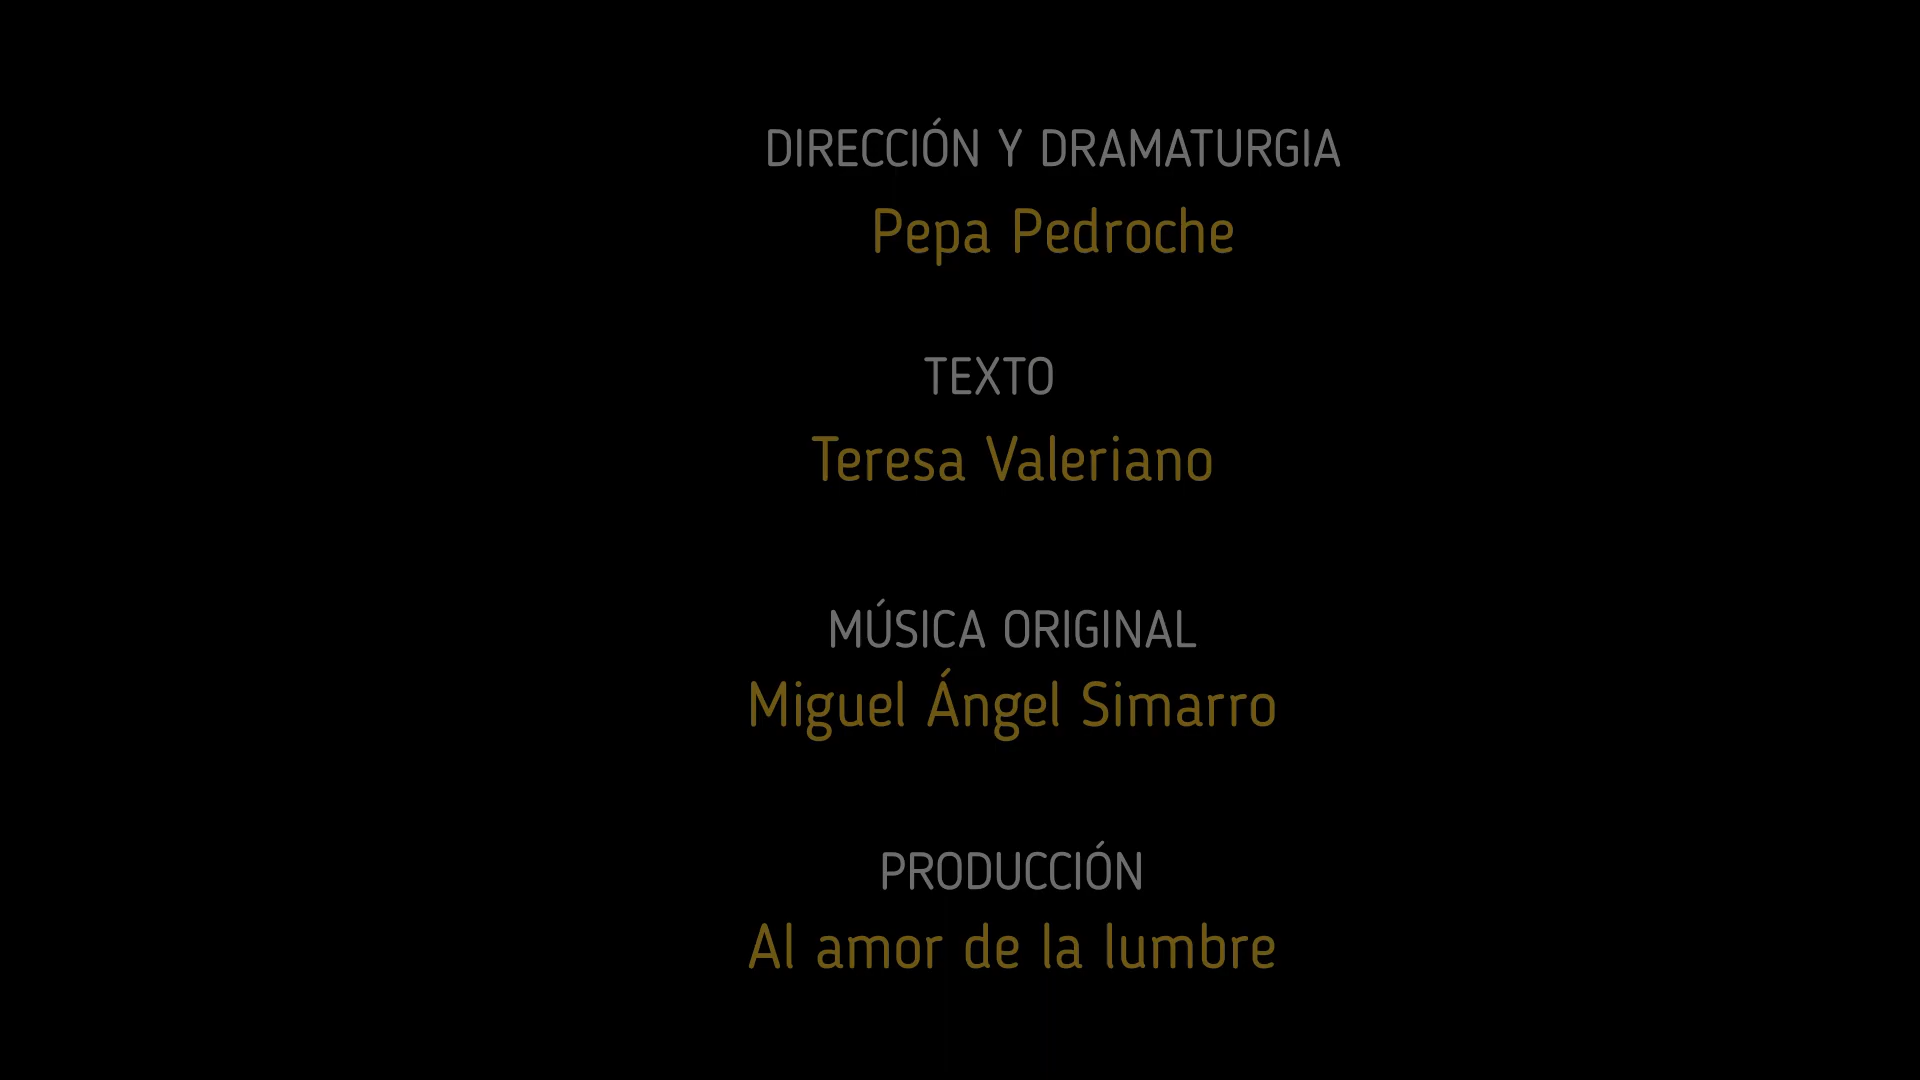 DIRECCIÓN Y DRAMATURGIA
Pepa Pedroche
TEXTO
Teresa Valeriano
MÚSICA ORIGINAL
Miguel Ángel Simarro
PRODUCCIÓN
Al amor de la lumbre